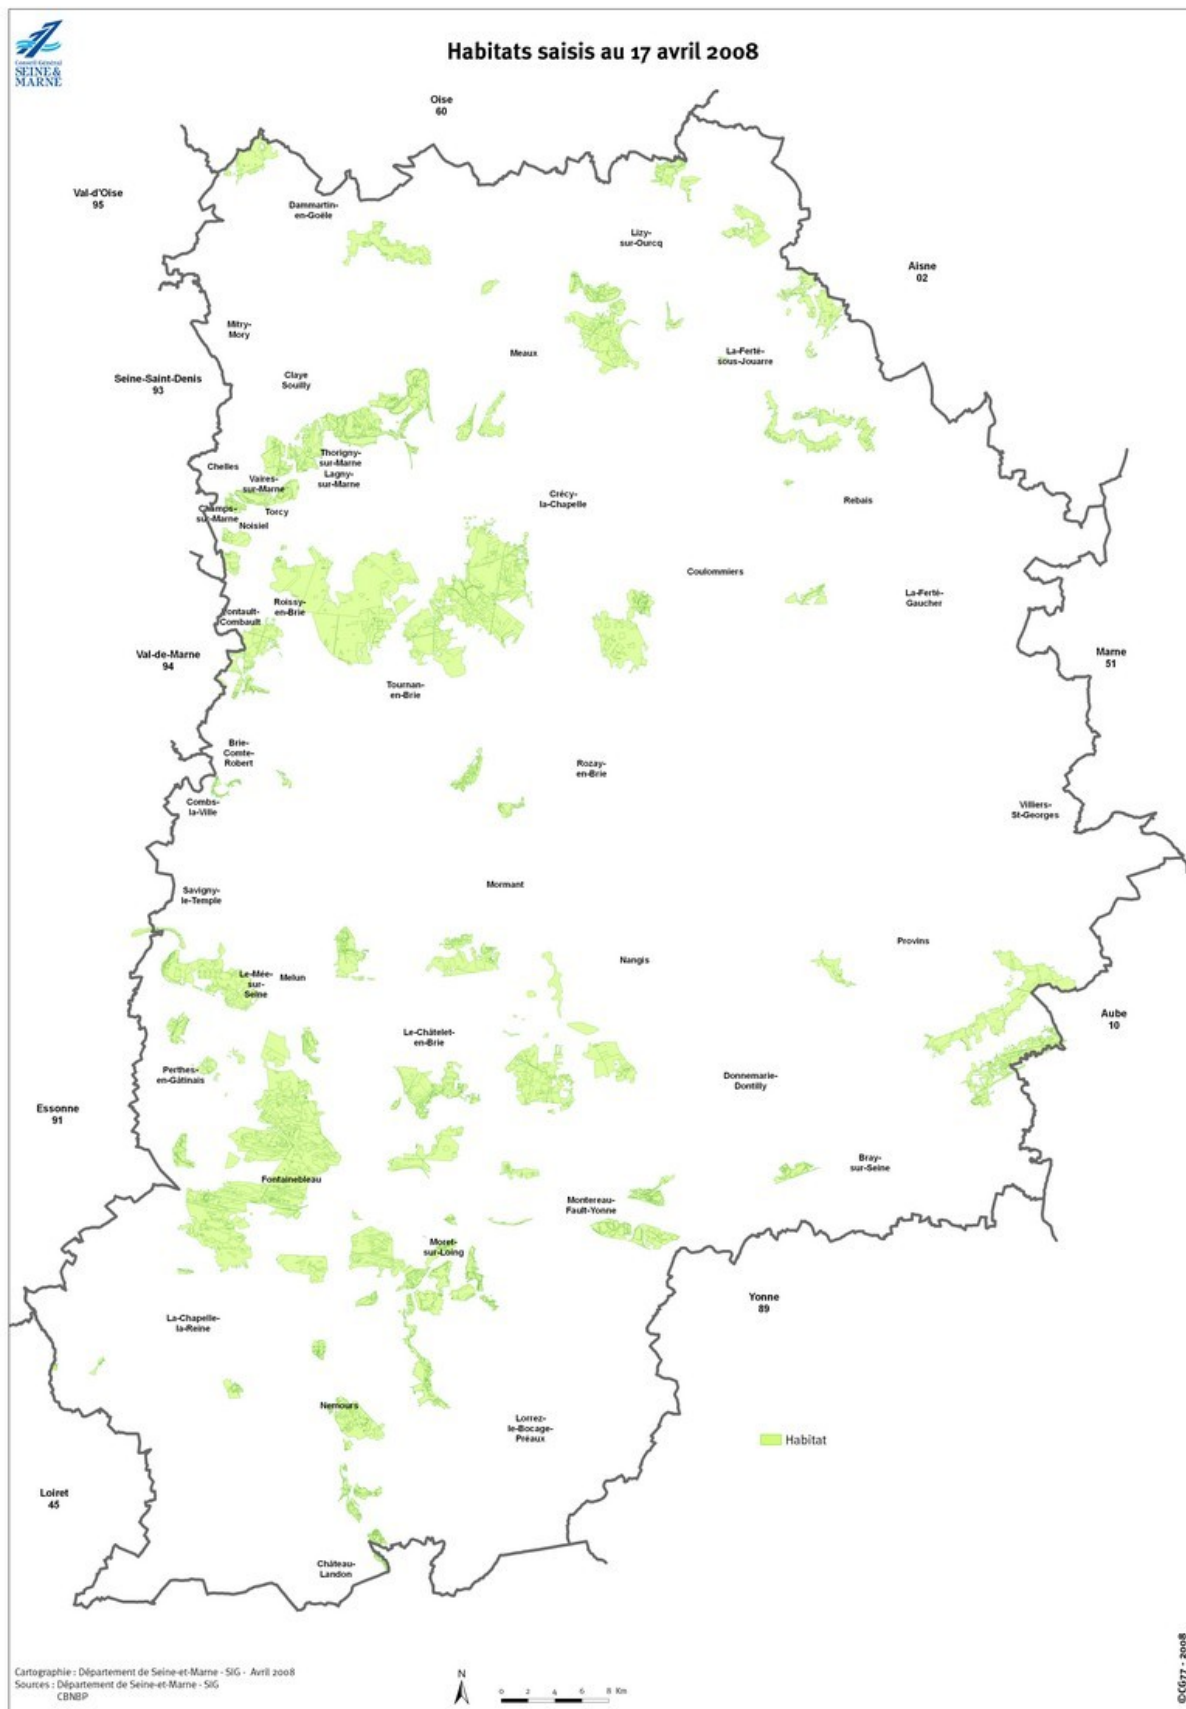 Conseil Général
SEINE &
MARNE
Habitats saisis au 17 avril 2008
Oise
60
Val-d'Oise
95
Dammartin-
en-Goële
Lizy-
sur-Ourcq
Aisne
02
Mitry-
Mory
Meaux
La-Ferté-
sous-Jouarre
Seine-Saint-Denis
93
Claye
Souilly
Chelles
Thorigny-
sur-Marne
Lagny-
sur-Marne
Vaires-
sur-Marne
Champs-
sur-Marne
Torcy
Noisiel
Crécy-
la-Chapelle
Rebais
Coulommiers
La-Ferté-
Gaucher
Roissy-
en-Brie
Pontault-
Combault
Val-de-Marne
94
Marne
51
Tournan-
en-Brie
Brie-
Comte-
Robert
Rozay-
en-Brie
Combs-
la-Ville
Villiers-
St-Georges
Savigny-
le-Temple
Mormant
Provins
Nangis
Le-Mée-
sur-
Seine
Melun
Aube
10
Le-Châtelet-
en-Brie
Perthes-
en-Gâtinais
Donnemarie-
Dontilly
Essonne
91
Bray-
sur-Seine
Fontainebleau
Montereau-
Fault-Yonne
Moret-
sur-Loing
Yonne
89
La-Chapelle-
la-Reine
Nemours
Lorrez-
le-Bocage-
Préaux
Habitat
Loiret
45
Château-
Landon
Cartographie : Département de Seine-et-Marne - SIG - Avril 2008
Sources : Département de Seine-et-Marne - SIG
CBNBP
N
0 2 4 6 8 Km
©CG77 - 2008